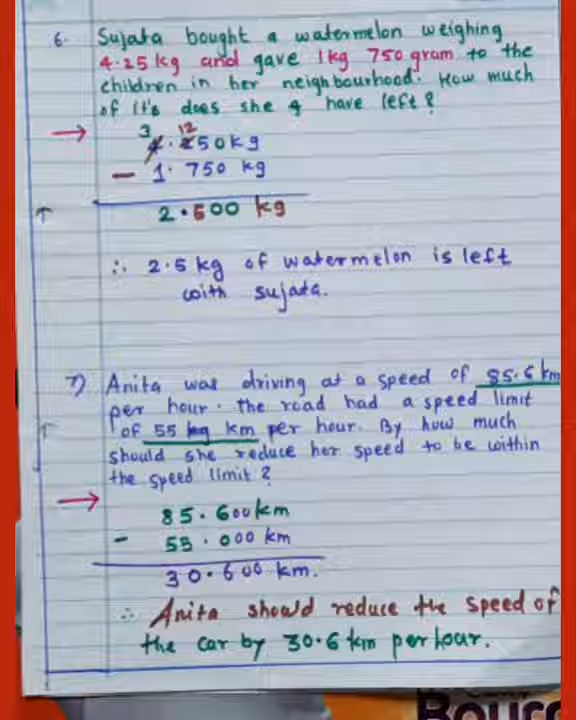 6. Sujata bought a watermelon weighing
4.25 kg and gave 1kg 750 gram to the
children in her neighbourhood. How much
of it's does she have left ?
3 12
→ 4.250kg
- 1.750 kg
2.500 kg
∴ 2.5 kg of watermelon is left
with sujata.
7) Anita was driving at a speed of 85.6 km
per hour. the road had a speed limit
of 55 km per hour. By how much
should she reduce her speed to be within
the speed limit ?
→ 85.600km
- 55.000 km
30.600 km.
∴ Anita should reduce the speed of
the car by 30.6 km per hour.